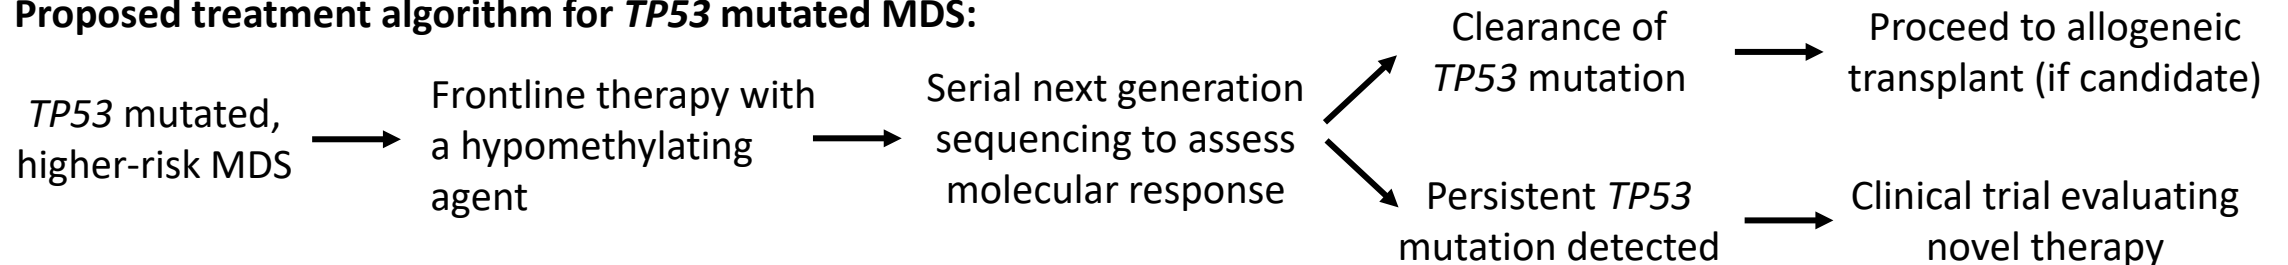 Proposed treatment algorithm for TP53 mutated MDS:
TP53 mutated,
higher-risk MDS
Frontline therapy with
a hypomethylating
agent
Serial next generation
sequencing to assess
molecular response
Clearance of
TP53 mutation
Proceed to allogeneic
transplant (if candidate)
Persistent TP53
mutation detected
Clinical trial evaluating
novel therapy